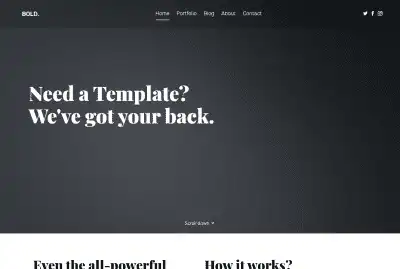 BOLD.
Home Portfolio Blog About Contact
Need a Template?
We've got your back.
Scroll down
Even the all-powerful
How it works?